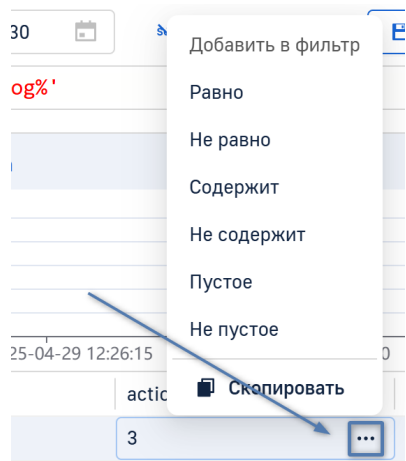 30
Добавить в фильтр
og%'
Равно
Не равно
Содержит
Не содержит
Пустое
Не пустое
25-04-29 12:26:15
0
Скопировать
actio
3